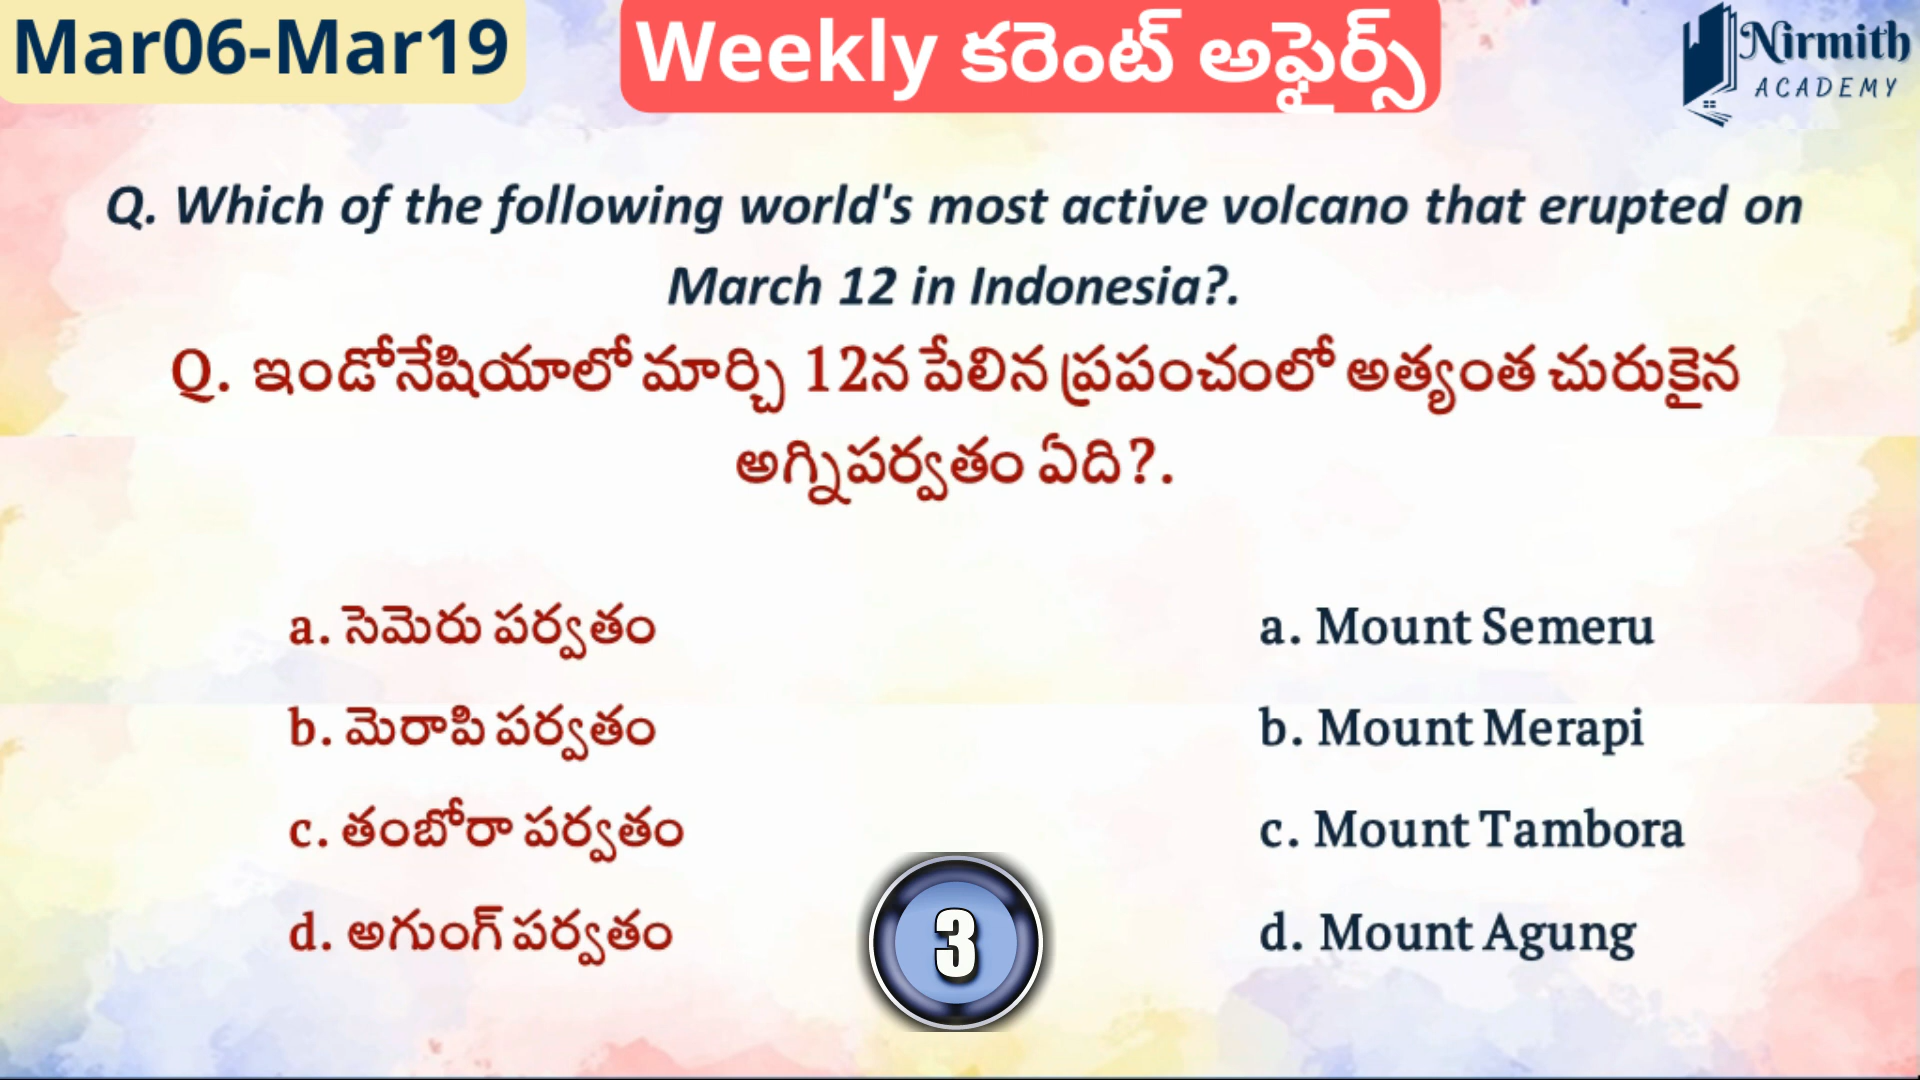 Mar06-Mar19
Weekly కరెంట్ అఫైర్స్
Nirmith
ACADEMY
Q. Which of the following world's most active volcano that erupted on
March 12 in Indonesia?.
Q. ఇండోనేషియాలో మార్చి 12న పేలిన ప్రపంచంలో అత్యంత చురుకైన
అగ్నిపర్వతం ఏది?.
a. సెమెరు పర్వతం
b. మెరాపి పర్వతం
c. తంబోరా పర్వతం
d. అగుంగ్ పర్వతం
a. Mount Semeru
b. Mount Merapi
c. Mount Tambora
d. Mount Agung
3